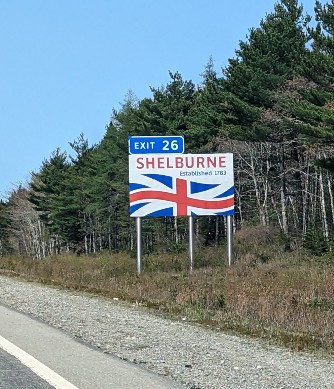 EXIT 26
SHELBURNE
Established 1783